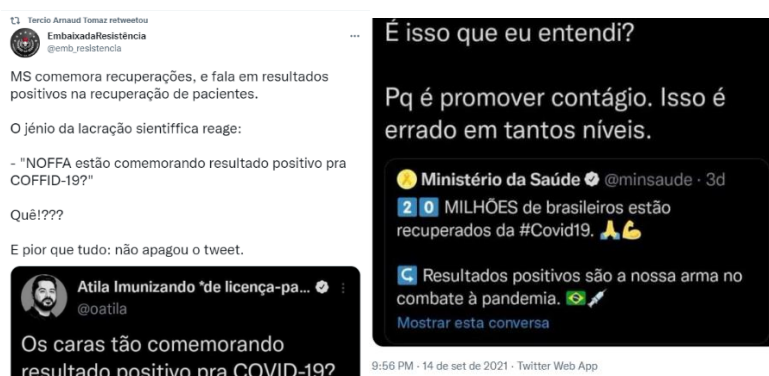 Tercio Arnaud Tomaz retweetou
EmbaixadaResistência
@emb_resistencia
MS comemora recuperações, e fala em resultados
positivos na recuperação de pacientes.
O jénio da lacração sientiffica reage:
- "NOFFA estão comemorando resultado positivo pra
COFFID-19?"
Quê!???
E pior que tudo: não apagou o tweet.
Atila Imunizando *de licença-pa...
@oatila
Os caras tão comemorando
resultado positivo pra COVID-19?
É isso que eu entendi?
Pq é promover contágio. Isso é
errado em tantos níveis.
Ministério da Saúde @minsaude · 3d
2 0 MILHÕES de brasileiros estão
recuperados da #Covid19. 🙏💪
↪ Resultados positivos são a nossa arma no
combate à pandemia. 🇧🇷💉
Mostrar esta conversa
9:56 PM · 14 de set de 2021 · Twitter Web App